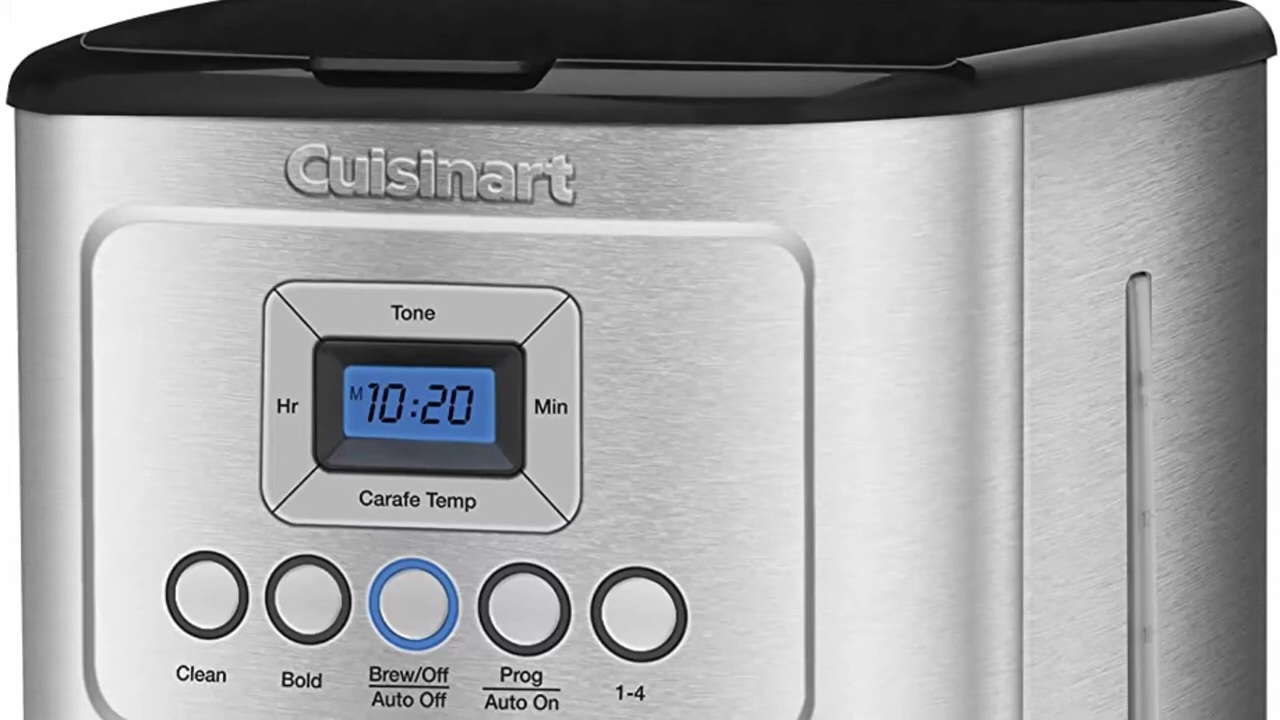 Cuisinart
Tone
Hr
M 10:20
Min
Carafe Temp
Clean
Bold
Brew/Off
Auto Off
Prog
Auto On
1-4